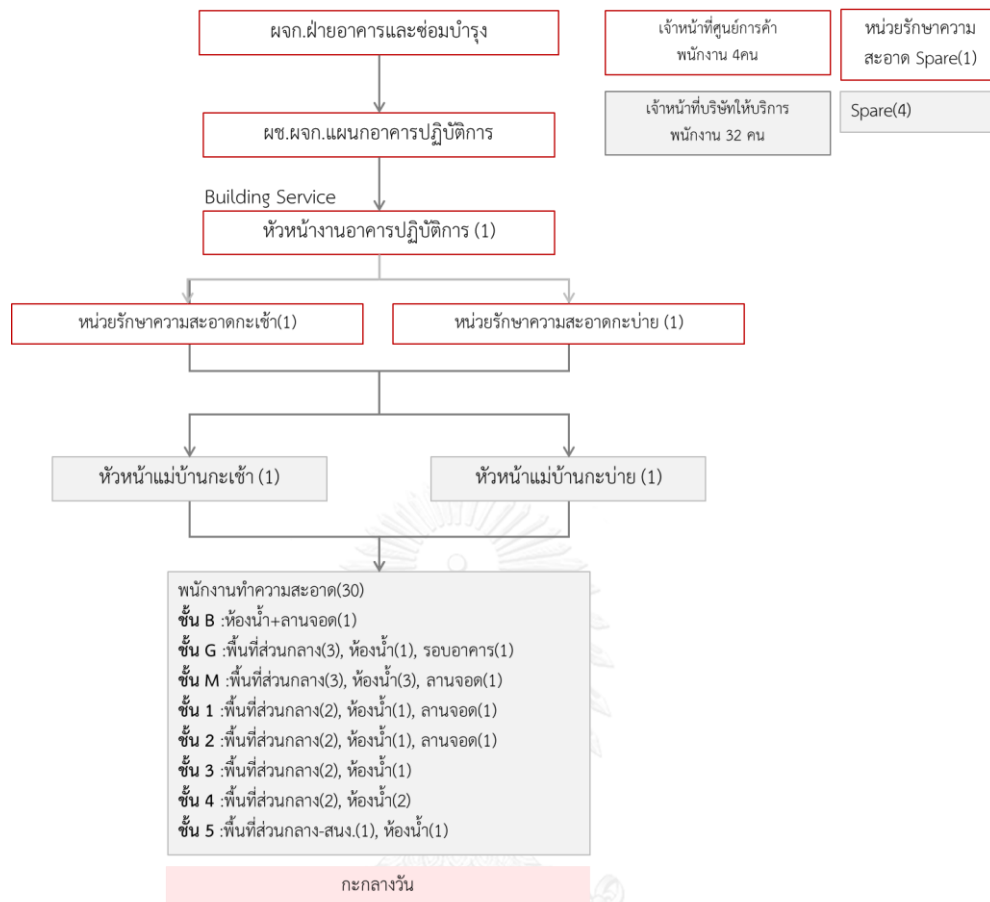 ผจก.ฝ่ายอาคารและซ่อมบำรุง
เจ้าหน้าที่ศูนย์การค้า
พนักงาน 4คน
หน่วยรักษาความ
สะอาด Spare(1)
เจ้าหน้าที่บริษัทให้บริการ
พนักงาน 32 คน
Spare(4)
ผช.ผจก.แผนกอาคารปฏิบัติการ
Building Service
หัวหน้างานอาคารปฏิบัติการ (1)
หน่วยรักษาความสะอาดกะเช้า(1)
หน่วยรักษาความสะอาดกะบ่าย (1)
หัวหน้าแม่บ้านกะเช้า (1)
หัวหน้าแม่บ้านกะบ่าย (1)
พนักงานทำความสะอาด(30)
ชั้น B :ห้องน้ำ+ลานจอด(1)
ชั้น G :พื้นที่ส่วนกลาง(3), ห้องน้ำ(1), รอบอาคาร(1)
ชั้น M :พื้นที่ส่วนกลาง(3), ห้องน้ำ(3), ลานจอด(1)
ชั้น 1 :พื้นที่ส่วนกลาง(2), ห้องน้ำ(1), ลานจอด(1)
ชั้น 2 :พื้นที่ส่วนกลาง(2), ห้องน้ำ(1), ลานจอด(1)
ชั้น 3 :พื้นที่ส่วนกลาง(2), ห้องน้ำ(1)
ชั้น 4 :พื้นที่ส่วนกลาง(2), ห้องน้ำ(2)
ชั้น 5 :พื้นที่ส่วนกลาง-สนง.(1), ห้องน้ำ(1)
กะกลางวัน